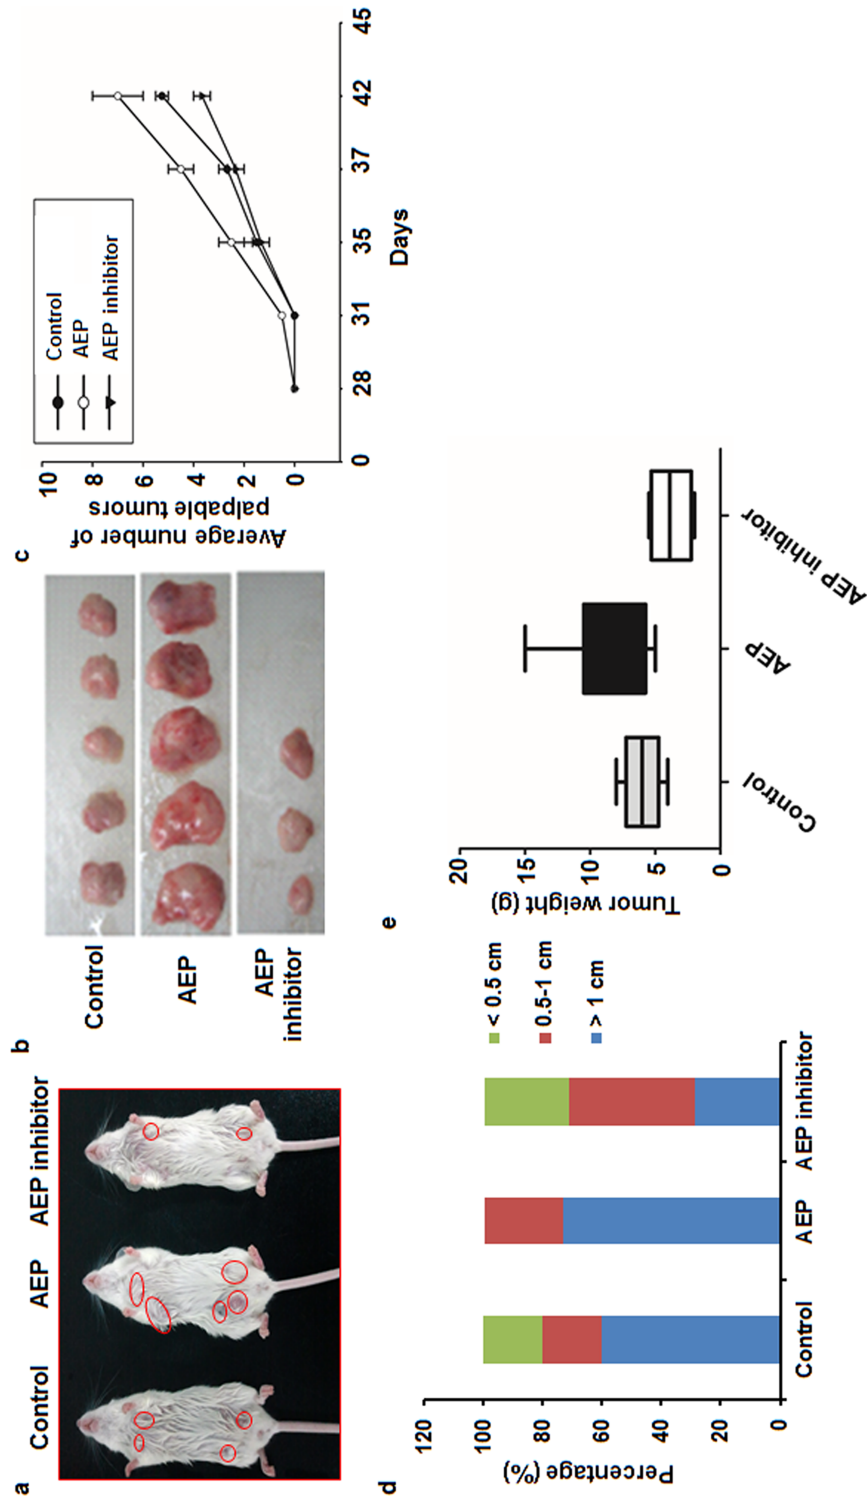 a
Control AEP AEP inhibitor
b
Control
AEP
AEP
inhibitor
c
Average number of
palpable tumors
10
8
6
4
2
0
Control
AEP
AEP inhibitor
0 28 31 35 37 42 45
Days
d
Percentage (%)
120
100
80
60
40
20
0
< 0.5 cm
0.5-1 cm
> 1 cm
Control AEP AEP inhibitor
e
Tumor weight (g)
20
15
10
5
0
Control AEP AEP inhibitor